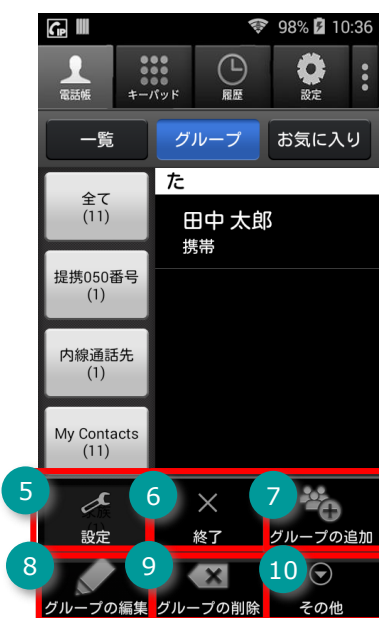 IP 98% 10:36
電話帳 キーパッド 履歴 設定
一覧 グループ お気に入り
全て
(11)
た
田中 太郎
携帯
提携050番号
(1)
内線通話先
(1)
My Contacts
(11)
5 6 7
設定 終了 グループの追加
8 9 10
グループの編集 グループの削除 その他